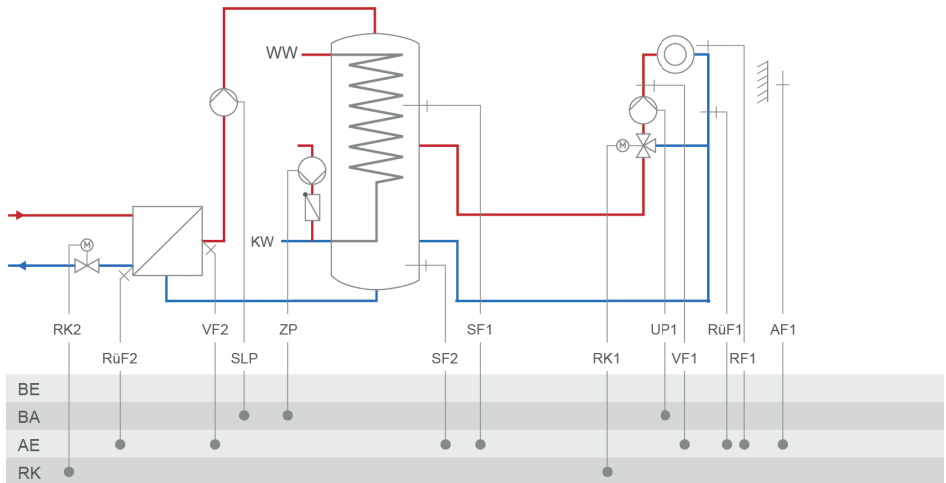 WW
M
KW
M
RK2 VF2 ZP SF1 UP1 RüF1 AF1
RüF2 SLP SF2 RK1 VF1 RF1
BE
BA
AE
RK